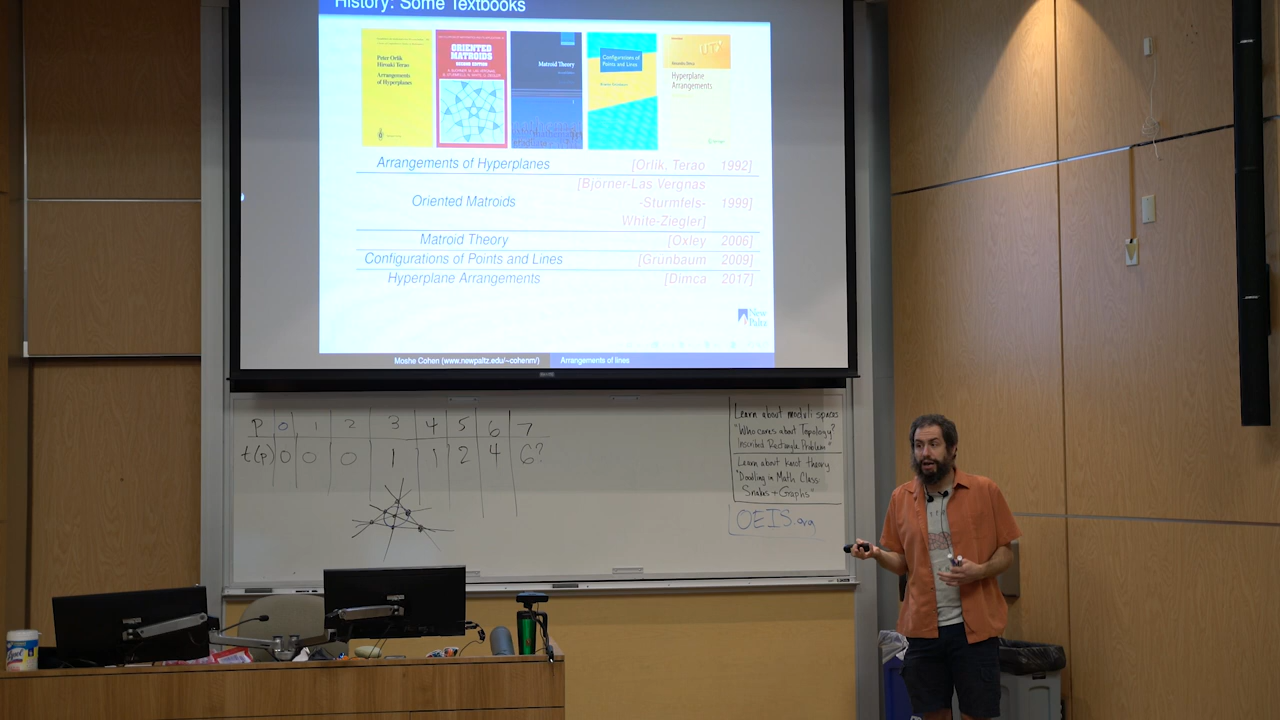 History: Some Textbooks
Peter Orlik
Hiroaki Terao
Arrangements
of Hyperplanes
ORIENTED
MATROIDS
SECOND EDITION
Matroid Theory
Configurations of
Points and Lines
Hyperplane
Arrangements
Arrangements of Hyperplanes [Orlik, Terao 1992]
[Bjorner-Las Vergnas
Oriented Matroids -Sturmfels- 1999]
White-Ziegler]
Matroid Theory [Oxley 2006]
Configurations of Points and Lines [Grunbaum 2009]
Hyperplane Arrangements [Dimca 2017]
New
Paltz
Moshe Cohen (www.newpaltz.edu/~cohenm/) Arrangements of lines
P 0 1 2 3 4 5 6 7
t(p) 0 0 0 1 1 2 4 6?
Learn about moduli spaces
"Who cares about Topology?
Inscribed Rectangle Problem"
Learn about knot theory
"Doodling in Math Class:
Snakes + Graphs"
OEIS.org